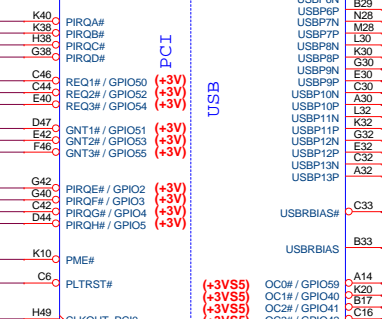 K40 PIRQA#
K38 PIRQB#
H38 PIRQC#
G38 PIRQD#
C46 REQ1# / GPIO50 (+3V)
C44 REQ2# / GPIO52 (+3V)
E40 REQ3# / GPIO54 (+3V)
D47 GNT1# / GPIO51 (+3V)
E42 GNT2# / GPIO53 (+3V)
F46 GNT3# / GPIO55 (+3V)
G42 PIRQE# / GPIO2 (+3V)
G40 PIRQF# / GPIO3 (+3V)
C42 PIRQG# / GPIO4 (+3V)
D44 PIRQH# / GPIO5 (+3V)
K10 PME#
C6 PLTRST#
H49
PCI
USB
USBP6P B29
USBP7N N28
USBP7P M28
USBP8N L30
USBP8P K30
USBP9N G30
USBP9P E30
USBP10N C30
USBP10P A30
USBP11N L32
USBP11P K32
USBP12N G32
USBP12P E32
USBP13N C32
USBP13P A32
USBRBIAS# C33
USBRBIAS B33
(+3VS5) OC0# / GPIO59 A14
(+3VS5) OC1# / GPIO40 K20
(+3VS5) OC2# / GPIO41 B17
C16